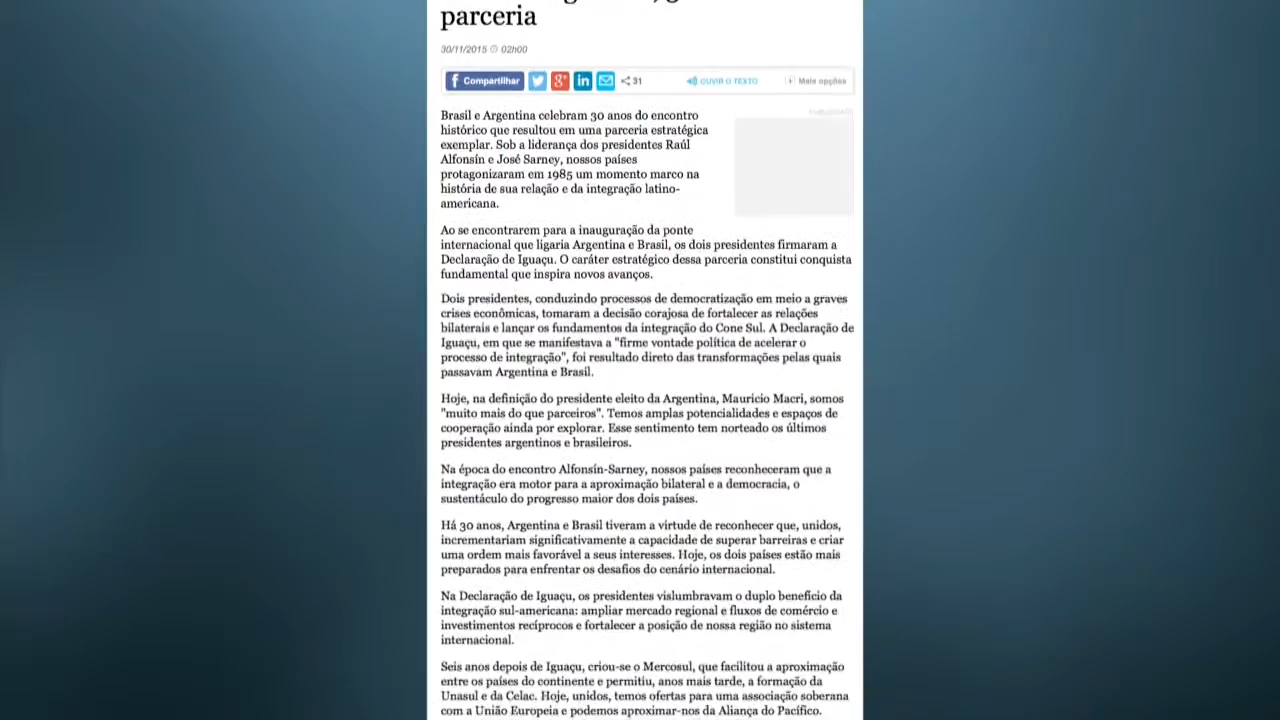 parceria
30/11/2015 02h00
Compartilhar 31 OUVIR O TEXTO + Mais opções
PUBLICIDADE
Brasil e Argentina celebram 30 anos do encontro
histórico que resultou em uma parceria estratégica
exemplar. Sob a liderança dos presidentes Raúl
Alfonsín e José Sarney, nossos países
protagonizaram em 1985 um momento marco na
história de sua relação e da integração latino-
americana.
Ao se encontrarem para a inauguração da ponte
internacional que ligaria Argentina e Brasil, os dois presidentes firmaram a
Declaração de Iguaçu. O caráter estratégico dessa parceria constitui conquista
fundamental que inspira novos avanços.
Dois presidentes, conduzindo processos de democratização em meio a graves
crises econômicas, tomaram a decisão corajosa de fortalecer as relações
bilaterais e lançar os fundamentos da integração do Cone Sul. A Declaração de
Iguaçu, em que se manifestava a "firme vontade política de acelerar o
processo de integração", foi resultado direto das transformações pelas quais
passavam Argentina e Brasil.
Hoje, na definição do presidente eleito da Argentina, Mauricio Macri, somos
"muito mais do que parceiros". Temos amplas potencialidades e espaços de
cooperação ainda por explorar. Esse sentimento tem norteado os últimos
presidentes argentinos e brasileiros.
Na época do encontro Alfonsín-Sarney, nossos países reconheceram que a
integração era motor para a aproximação bilateral e a democracia, o
sustentáculo do progresso maior dos dois países.
Há 30 anos, Argentina e Brasil tiveram a virtude de reconhecer que, unidos,
incrementariam significativamente a capacidade de superar barreiras e criar
uma ordem mais favorável a seus interesses. Hoje, os dois países estão mais
preparados para enfrentar os desafios do cenário internacional.
Na Declaração de Iguaçu, os presidentes vislumbravam o duplo benefício da
integração sul-americana: ampliar mercado regional e fluxos de comércio e
investimentos recíprocos e fortalecer a posição de nossa região no sistema
internacional.
Seis anos depois de Iguaçu, criou-se o Mercosul, que facilitou a aproximação
entre os países do continente e permitiu, anos mais tarde, a formação da
Unasul e da Celac. Hoje, unidos, temos ofertas para uma associação soberana
com a União Europeia e podemos aproximar-nos da Aliança do Pacífico.